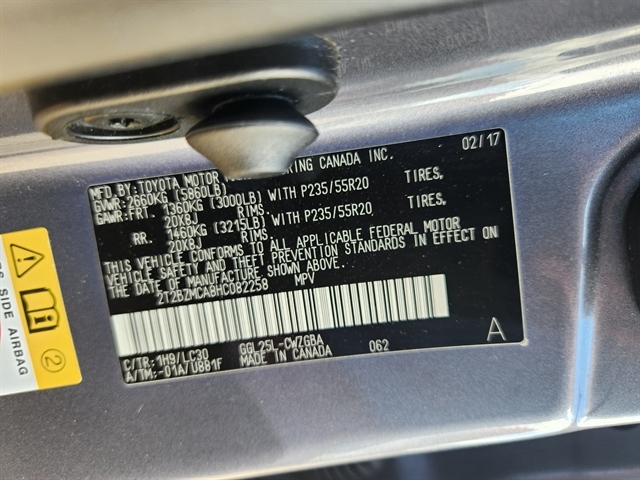 MFD.BY: TOYOTA MOTOR RING CANADA INC. 02/17
GVWR: 2660KG (5860LB)
GAWR: FRT. 1360KG (3000LB) WITH P235/55R20 TIRES,
20X8J RIMS
RR. 1460KG (3215LB) WITH P235/55R20 TIRES,
20X8J RIMS
THIS VEHICLE CONFORMS TO ALL APPLICABLE FEDERAL MOTOR
VEHICLE SAFETY AND THEFT PREVENTION STANDARDS IN EFFECT ON
THE DATE OF MANUFACTURE SHOWN ABOVE.
2T2BZMCA8HC082258 MPV
C/TR: 1H9/LC30 GGL25L-CWZGBA 062 A
A/TM: -01A/U881F MADE IN CANADA
S SIDE AIRBAG
2